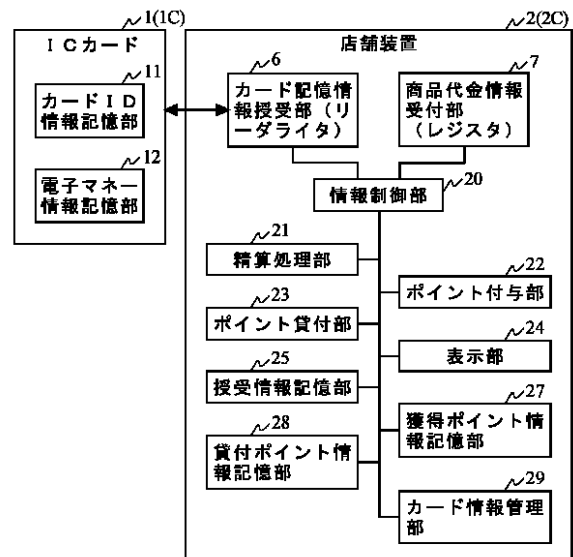 1(1C)
ICカード
11
カードID
情報記憶部
12
電子マネー
情報記憶部
2(2C)
店舗装置
6
カード記憶情
報授受部(リ
ーダライタ)
7
商品代金情報
受付部
(レジスタ)
20
情報制御部
21
精算処理部
22
ポイント付与部
23
ポイント貸付部
24
表示部
25
授受情報記憶部
27
獲得ポイント情
報記憶部
28
貸付ポイント情
報記憶部
29
カード情報管理
部